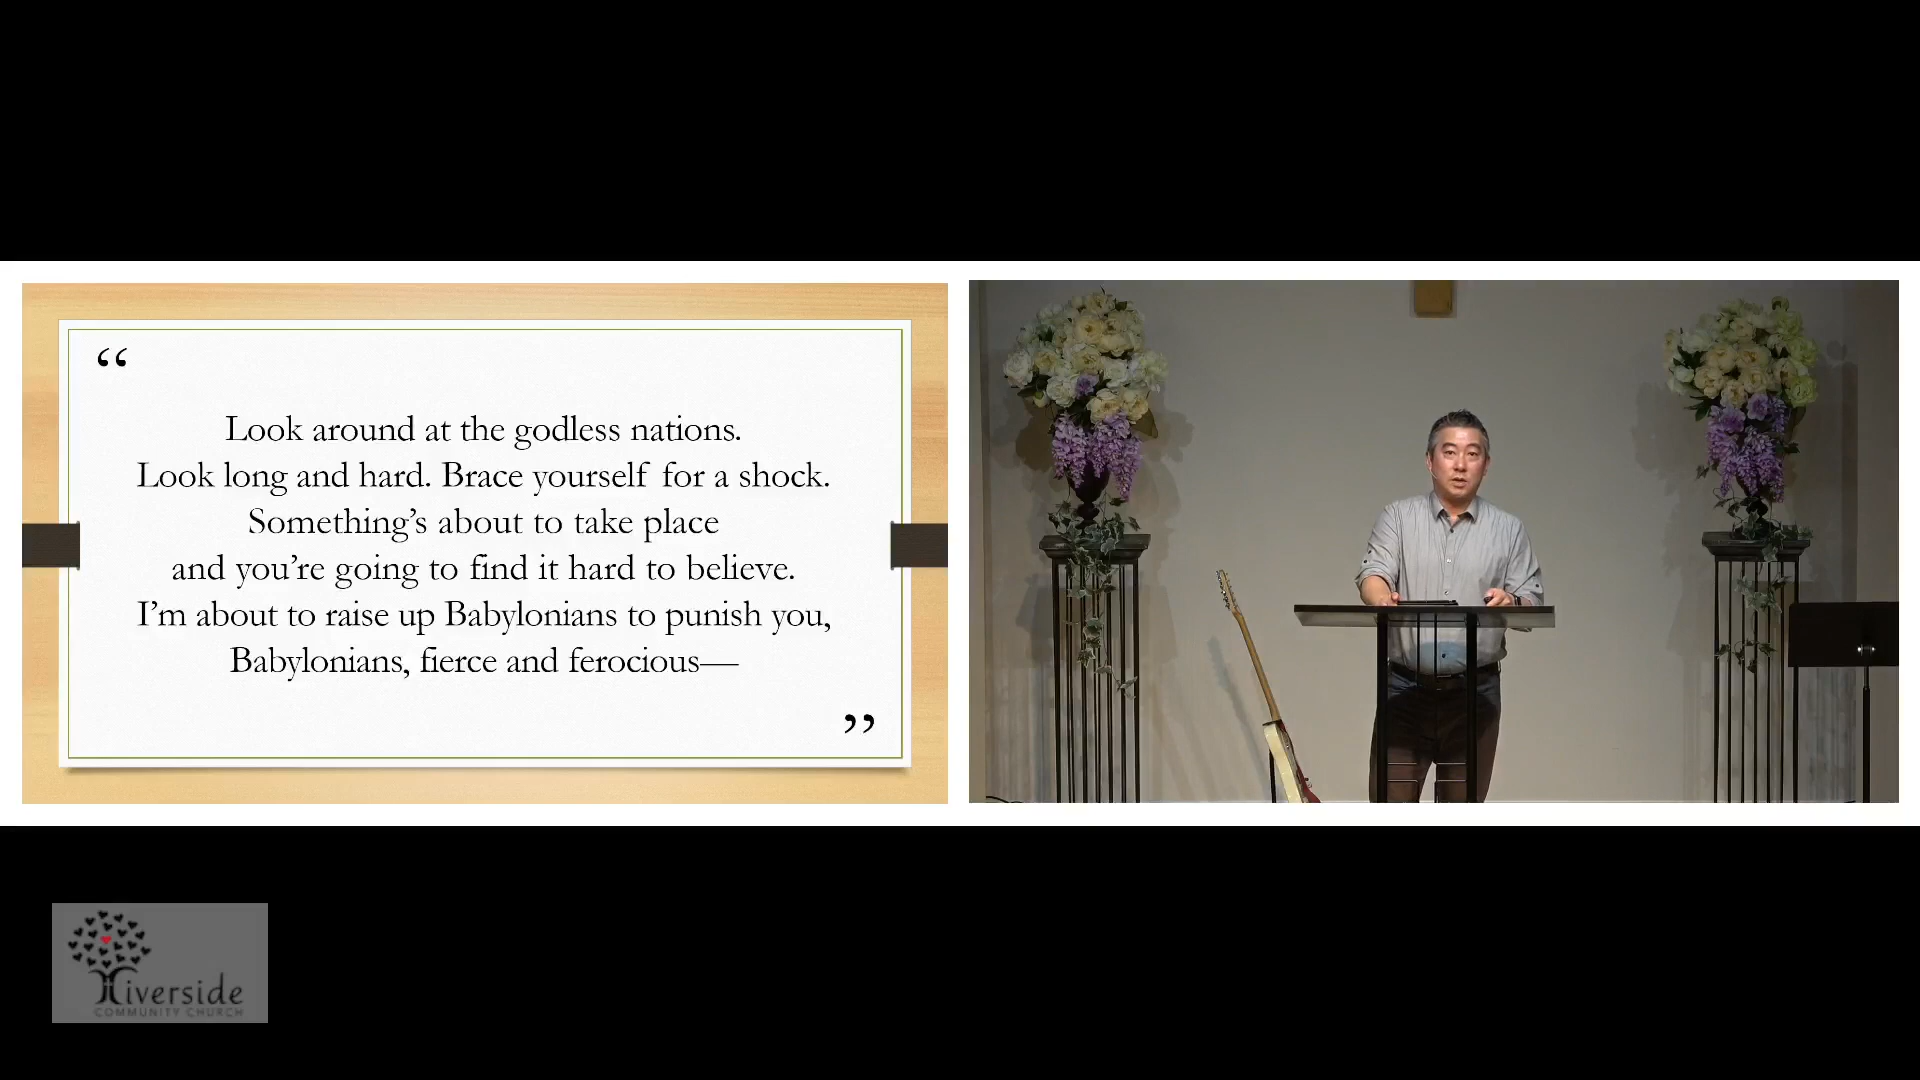 “
Look around at the godless nations.
Look long and hard. Brace yourself for a shock.
Something’s about to take place
and you’re going to find it hard to believe.
I’m about to raise up Babylonians to punish you,
Babylonians, fierce and ferocious—
”
Riverside
COMMUNITY CHURCH